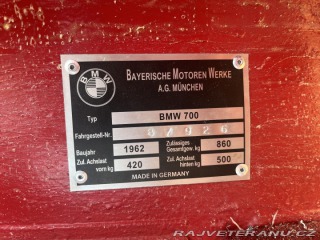 BMW
BAYERISCHE MOTOREN WERKE
A.G. MÜNCHEN
Typ BMW 700
Fahrgestell-Nr.
Baujahr 1962 Zulässiges Gesamtgew. kg 860
Zul. Achslast vorn kg 420 Zul. Achslast hinten kg 500
MADE IN GERMANY
RAJVETERANU.CZ